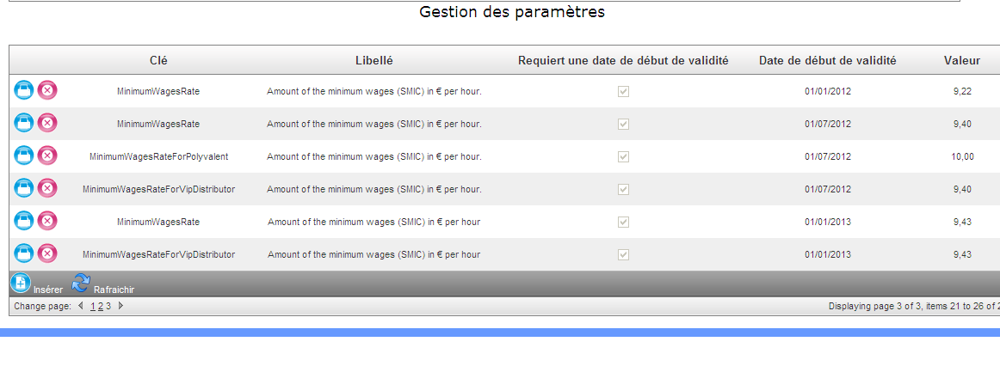 Gestion des paramètres
Clé Libellé Requiert une date de début de validité Date de début de validité Valeur
MinimumWagesRate Amount of the minimum wages (SMIC) in € per hour. 01/01/2012 9,22
MinimumWagesRate Amount of the minimum wages (SMIC) in € per hour. 01/07/2012 9,40
MinimumWagesRateForPolyvalent Amount of the minimum wages (SMIC) in € per hour. 01/07/2012 10,00
MinimumWagesRateForVipDistributor Amount of the minimum wages (SMIC) in € per hour. 01/07/2012 9,40
MinimumWagesRate Amount of the minimum wages (SMIC) in € per hour 01/01/2013 9,43
MinimumWagesRateForVipDistributor Amount of the minimum wages (SMIC) in € per hour 01/01/2013 9,43
Insérer Rafraichir
Change page: 1 2 3 Displaying page 3 of 3, items 21 to 26 of